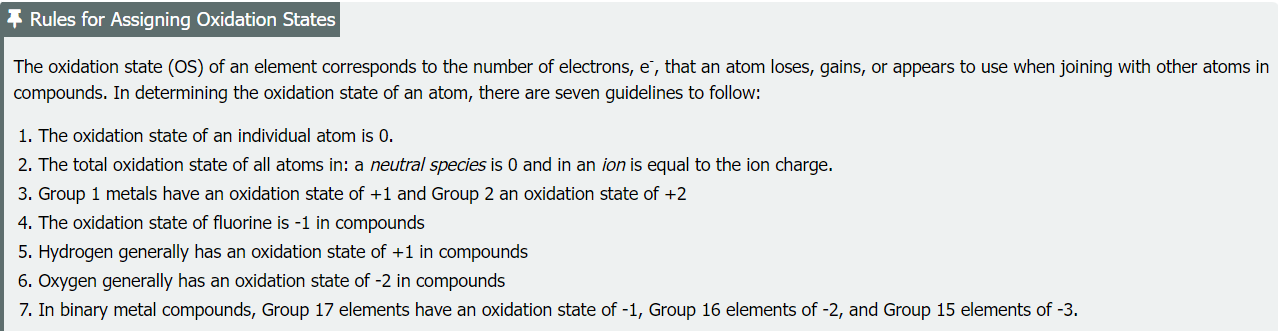 Rules for Assigning Oxidation States
The oxidation state (OS) of an element corresponds to the number of electrons, e⁻, that an atom loses, gains, or appears to use when joining with other atoms in
compounds. In determining the oxidation state of an atom, there are seven guidelines to follow:
1. The oxidation state of an individual atom is 0.
2. The total oxidation state of all atoms in: a neutral species is 0 and in an ion is equal to the ion charge.
3. Group 1 metals have an oxidation state of +1 and Group 2 an oxidation state of +2
4. The oxidation state of fluorine is -1 in compounds
5. Hydrogen generally has an oxidation state of +1 in compounds
6. Oxygen generally has an oxidation state of -2 in compounds
7. In binary metal compounds, Group 17 elements have an oxidation state of -1, Group 16 elements of -2, and Group 15 elements of -3.